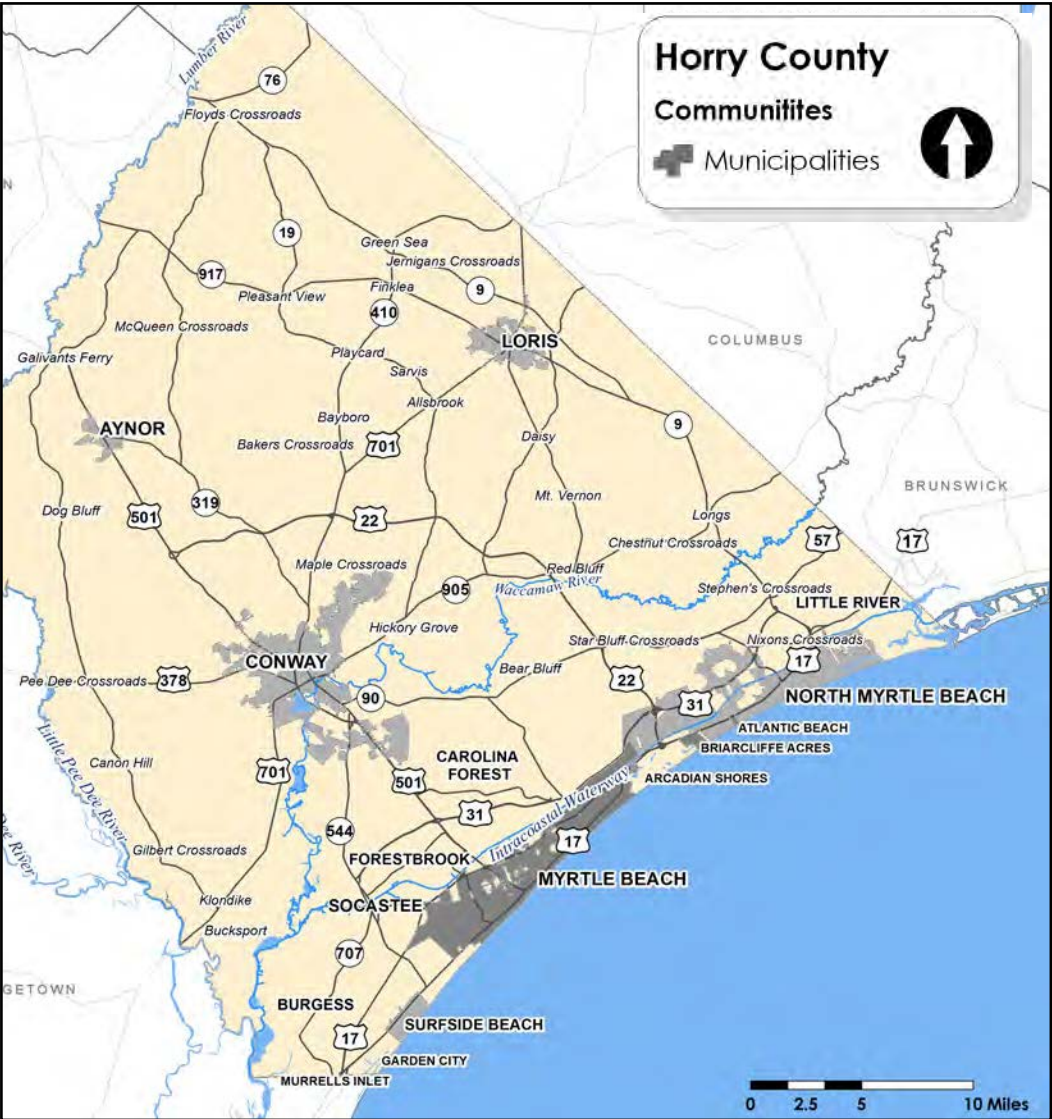 Horry County
Communitites
Municipalities
Lumber River
76
Floyds Crossroads
N
19
Green Sea
Jernigans Crossroads
917
Pleasant View
Finklea
9
410
McQueen Crossroads
LORIS
COLUMBUS
Galivants Ferry
Playcard
Sarvis
Allsbrook
AYNOR
Bayboro
9
Bakers Crossroads
701
Daisy
BRUNSWICK
319
Mt. Vernon
Dog Bluff
501
22
Longs
Chestnut Crossroads
57
17
Maple Crossroads
Red Bluff
905
Waccamaw River
Stephen's Crossroads
LITTLE RIVER
Hickory Grove
Star Bluff Crossroads
Nixons Crossroads
CONWAY
17
Bear Bluff
Pee Dee Crossroads
378
22
90
31
NORTH MYRTLE BEACH
ATLANTIC BEACH
BRIARCLIFFE ACRES
Little Pee Dee River
Canon Hill
701
CAROLINA
FOREST
501
ARCADIAN SHORES
31
Intracoastal Waterway
Dee River
544
17
Gilbert Crossroads
FORESTBROOK
MYRTLE BEACH
Klondike
SOCASTEE
Bucksport
707
GETOWN
BURGESS
17
SURFSIDE BEACH
GARDEN CITY
MURRELLS INLET
0 2.5 5 10 Miles